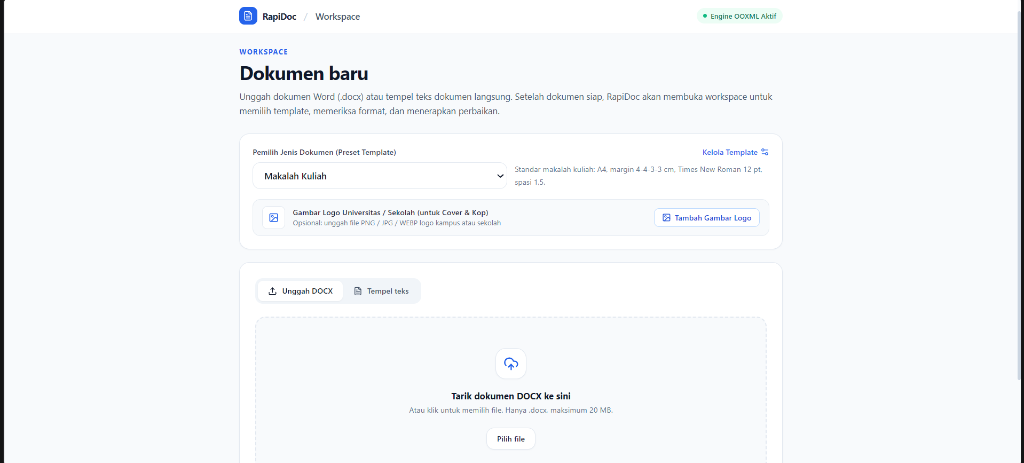 RapiDoc / Workspace
Engine OOXML Aktif
WORKSPACE
Dokumen baru
Unggah dokumen Word (.docx) atau tempel teks dokumen langsung. Setelah dokumen siap, RapiDoc akan membuka workspace untuk
memilih template, memeriksa format, dan menerapkan perbaikan.
Pemilih Jenis Dokumen (Preset Template)
Kelola Template
Makalah Kuliah
Standar makalah kuliah: A4, margin 4-4-3-3 cm, Times New Roman 12 pt,
spasi 1.5.
Gambar Logo Universitas / Sekolah (untuk Cover & Kop)
Opsional: unggah file PNG / JPG / WEBP logo kampus atau sekolah.
Tambah Gambar Logo
Unggah DOCX
Tempel teks
Tarik dokumen DOCX ke sini
Atau klik untuk memilih file. Hanya .docx, maksimum 20 MB.
Pilih file